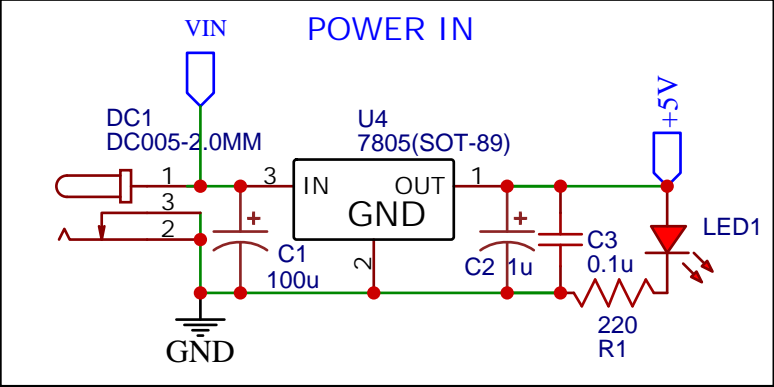 POWER IN
VIN
DC1
DC005-2.0MM
1
3
2
3
IN
OUT
GND
U4
7805(SOT-89)
1
2
+
C1
100u
+
C2
1u
C3
0.1u
+5V
LED1
220
R1
GND